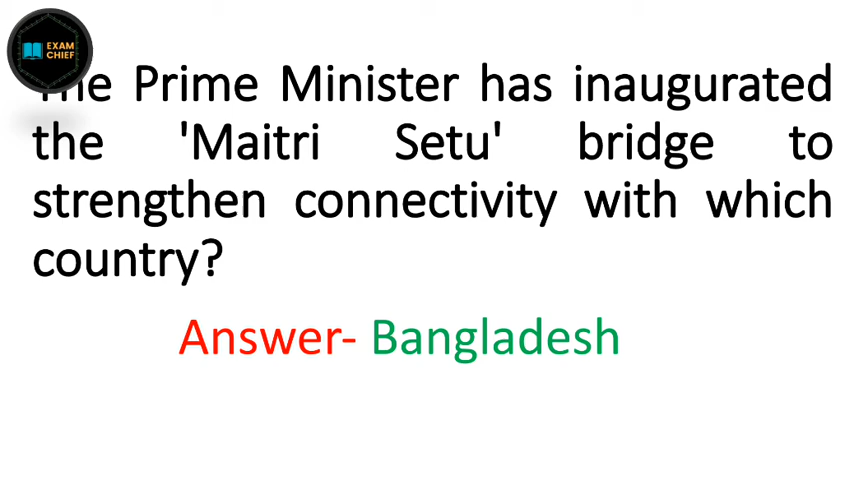 EXAM
CHIEF
The Prime Minister has inaugurated
the 'Maitri Setu' bridge to
strengthen connectivity with which
country?
Answer- Bangladesh